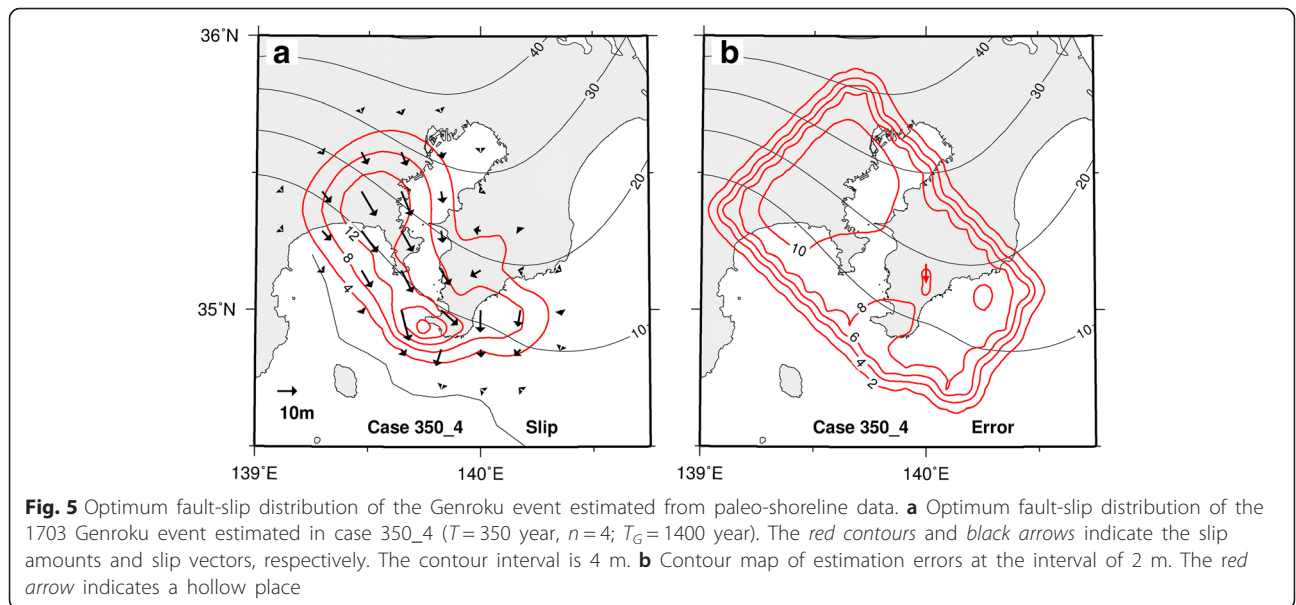 36°N
35°N
a
40
30
20
10
12
8
4
10m
Case 350_4 Slip
139°E 140°E
b
40
30
20
10
10
8
6
4
2
Case 350_4 Error
139°E 140°E
Fig. 5 Optimum fault-slip distribution of the Genroku event estimated from paleo-shoreline data. a Optimum fault-slip distribution of the
1703 Genroku event estimated in case 350_4 (T = 350 year, n = 4; TG = 1400 year). The red contours and black arrows indicate the slip
amounts and slip vectors, respectively. The contour interval is 4 m. b Contour map of estimation errors at the interval of 2 m. The red
arrow indicates a hollow place